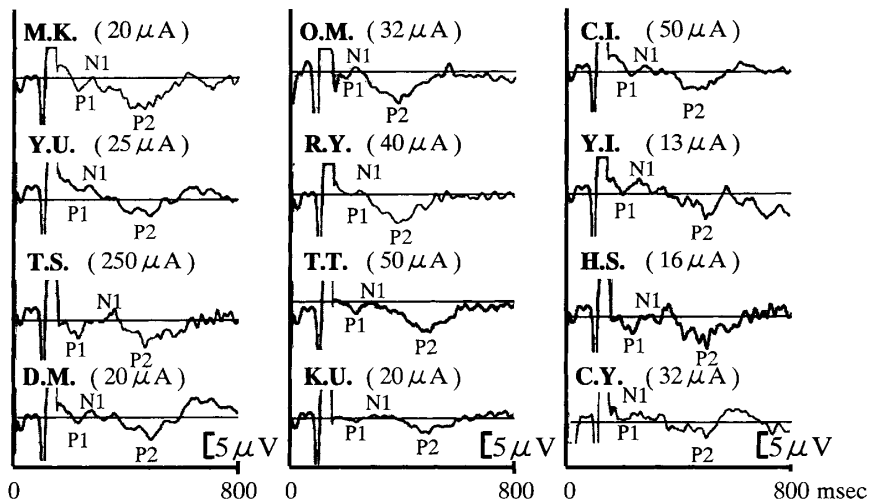 M.K. (20 μA) O.M. (32 μA) C.I. (50 μA)
N1 N1 N1
P1 P1 P1
P2 P2 P2
Y.U. (25 μA) R.Y. (40 μA) Y.I. (13 μA)
N1 N1 N1
P1 P1 P1
P2 P2 P2
T.S. (250 μA) T.T. (50 μA) H.S. (16 μA)
N1 N1 N1
P1 P1 P1
P2 P2 P2
D.M. (20 μA) K.U. (20 μA) C.Y. (32 μA)
N1 N1 N1
P1 P1 P1
P2 P2 P2
5 μV 5 μV 5 μV
0 800 0 800 0 800 msec